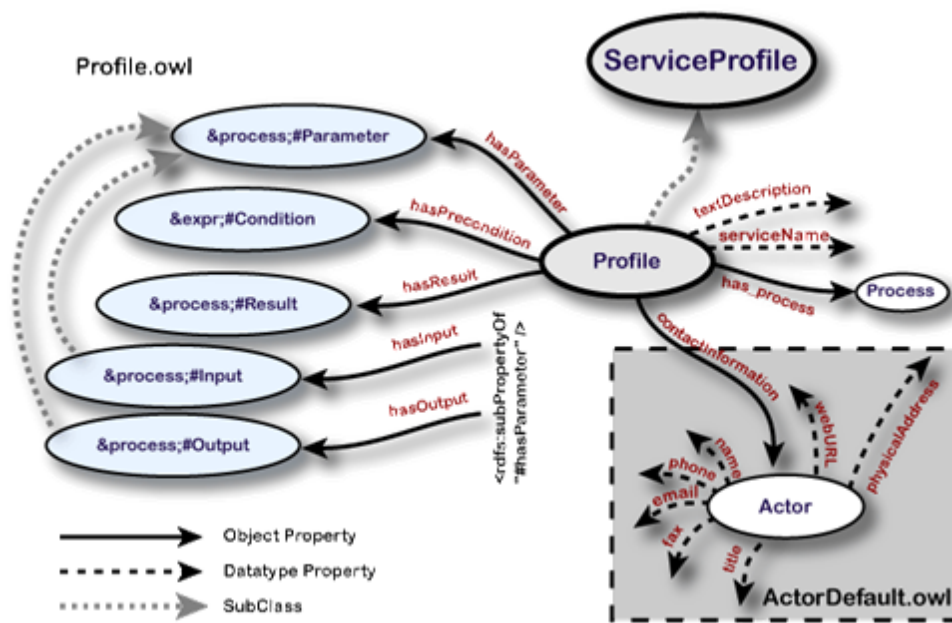 Profile.owl
ServiceProfile
&process;#Parameter
hasParameter
&expr;#Condition
hasPrecondition
textDescription
serviceName
Profile
&process;#Result
hasResult
has_process
Process
contactInformation
&process;#Input
hasInput
<rdfs:subPropertyOf
"#hasParameter" />
&process;#Output
hasOutput
webURL
physicalAddress
name
phone
email
fax
title
Actor
ActorDefault.owl
Object Property
Datatype Property
SubClass